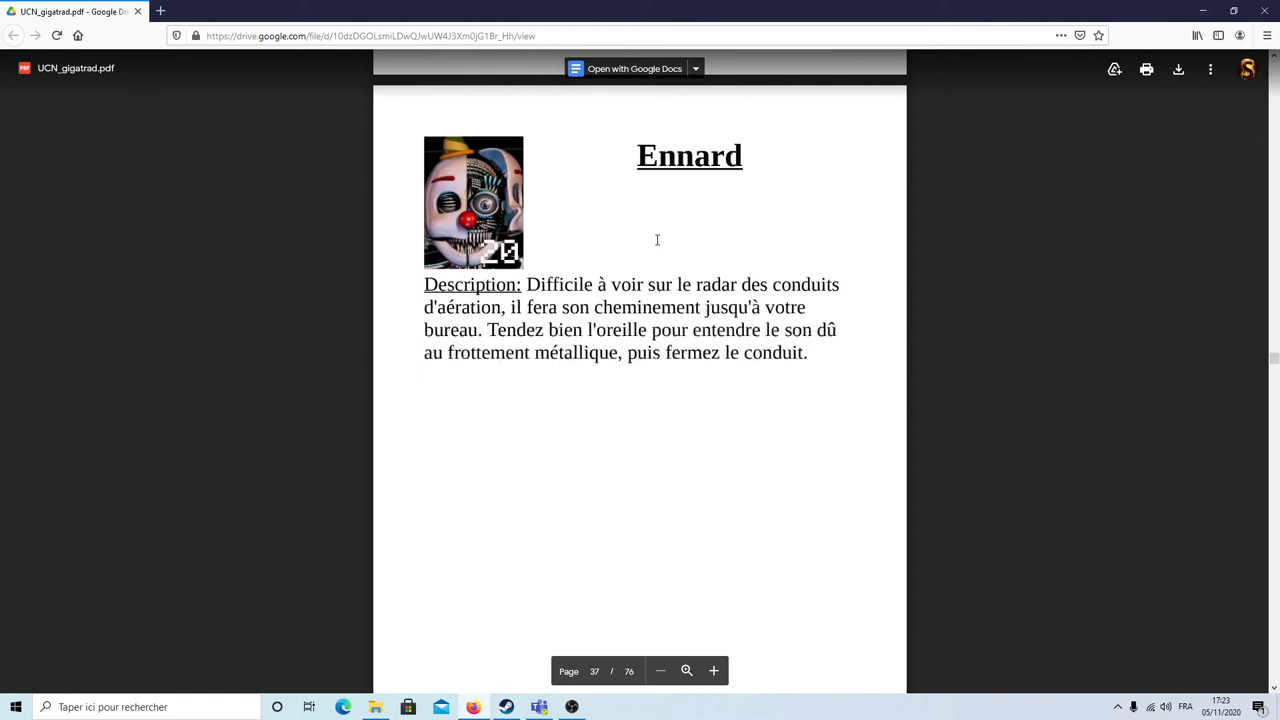 UCN_gigatrad.pdf - Google Dri
https://drive.google.com/file/d/10dzDGOLsmiLDwQJwUW4J3Xm0jG1Br_Hh/view
UCN_gigatrad.pdf
Open with Google Docs
Ennard
20
Description: Difficile à voir sur le radar des conduits
d'aération, il fera son cheminement jusqu'à votre
bureau. Tendez bien l'oreille pour entendre le son dû
au frottement métallique, puis fermez le conduit.
Page 37 / 76
Taper ici pour rechercher
FRA
17:23
05/11/2020
1